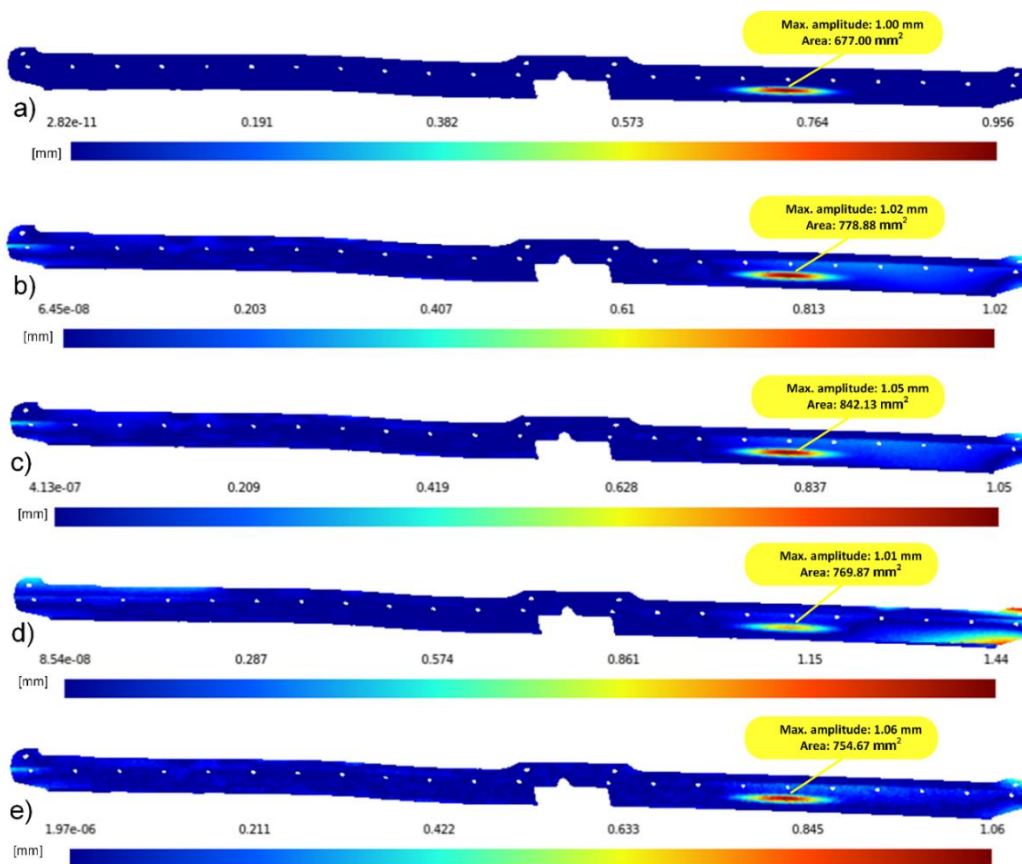 Max. amplitude: 1.00 mm
Area: 677.00 mm²
a)
2.82e-11 0.191 0.382 0.573 0.764 0.956
[mm]
Max. amplitude: 1.02 mm
Area: 778.88 mm²
b)
6.45e-08 0.203 0.407 0.61 0.813 1.02
[mm]
Max. amplitude: 1.05 mm
Area: 842.13 mm²
c)
4.13e-07 0.209 0.419 0.628 0.837 1.05
[mm]
Max. amplitude: 1.01 mm
Area: 769.87 mm²
d)
8.54e-08 0.287 0.574 0.861 1.15 1.44
[mm]
Max. amplitude: 1.06 mm
Area: 754.67 mm²
e)
1.97e-06 0.211 0.422 0.633 0.845 1.06
[mm]